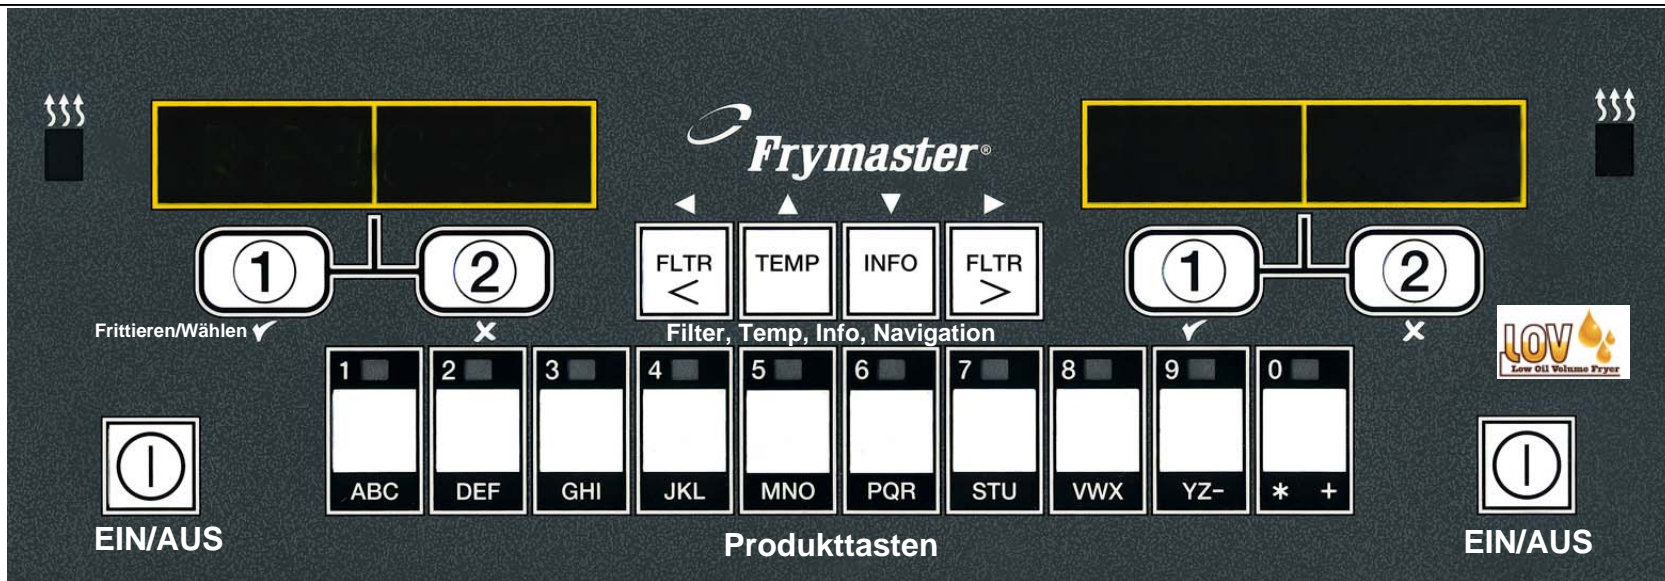 Frymaster®
1 2 FLTR < TEMP INFO FLTR > 1 2
Frittieren/Wählen ✔ ✘ Filter, Temp, Info, Navigation ✔ ✘
LOV
Low Oil Volume Fryer
1 2 3 4 5 6 7 8 9 0
ABC DEF GHI JKL MNO PQR STU VWX YZ- * +
EIN/AUS Produkttasten EIN/AUS